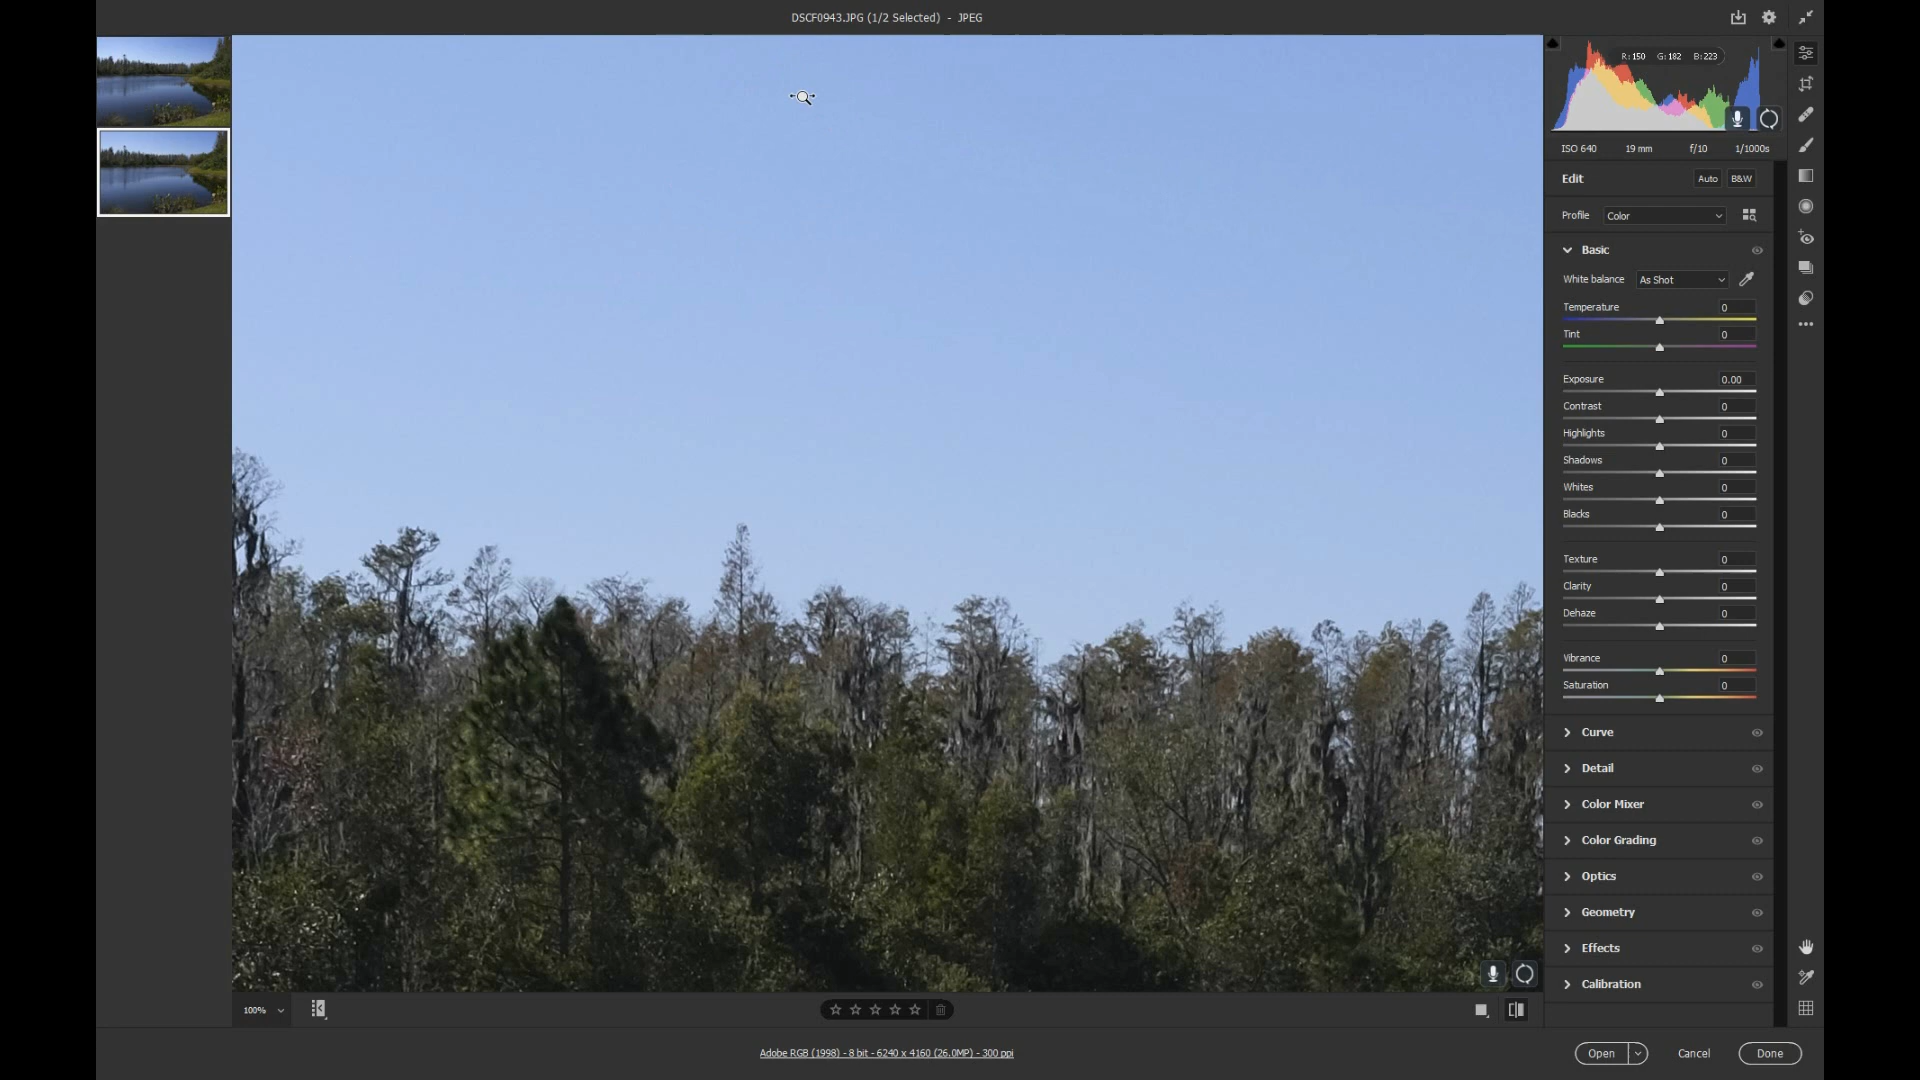 DSCF0943.JPG (1/2 Selected) - JPEG
R:150 G:182 B:223
ISO 640 19 mm f/10 1/1000s
Edit Auto B&W
Profile Color
Basic
White balance As Shot
Temperature 0
Tint 0
Exposure 0.00
Contrast 0
Highlights 0
Shadows 0
Whites 0
Blacks 0
Texture 0
Clarity 0
Dehaze 0
Vibrance 0
Saturation 0
Curve
Detail
Color Mixer
Color Grading
Optics
Geometry
Effects
Calibration
100%
Adobe RGB (1998) - 8 bit - 6240 x 4160 (26.0MP) - 300 ppi
Open Cancel Done